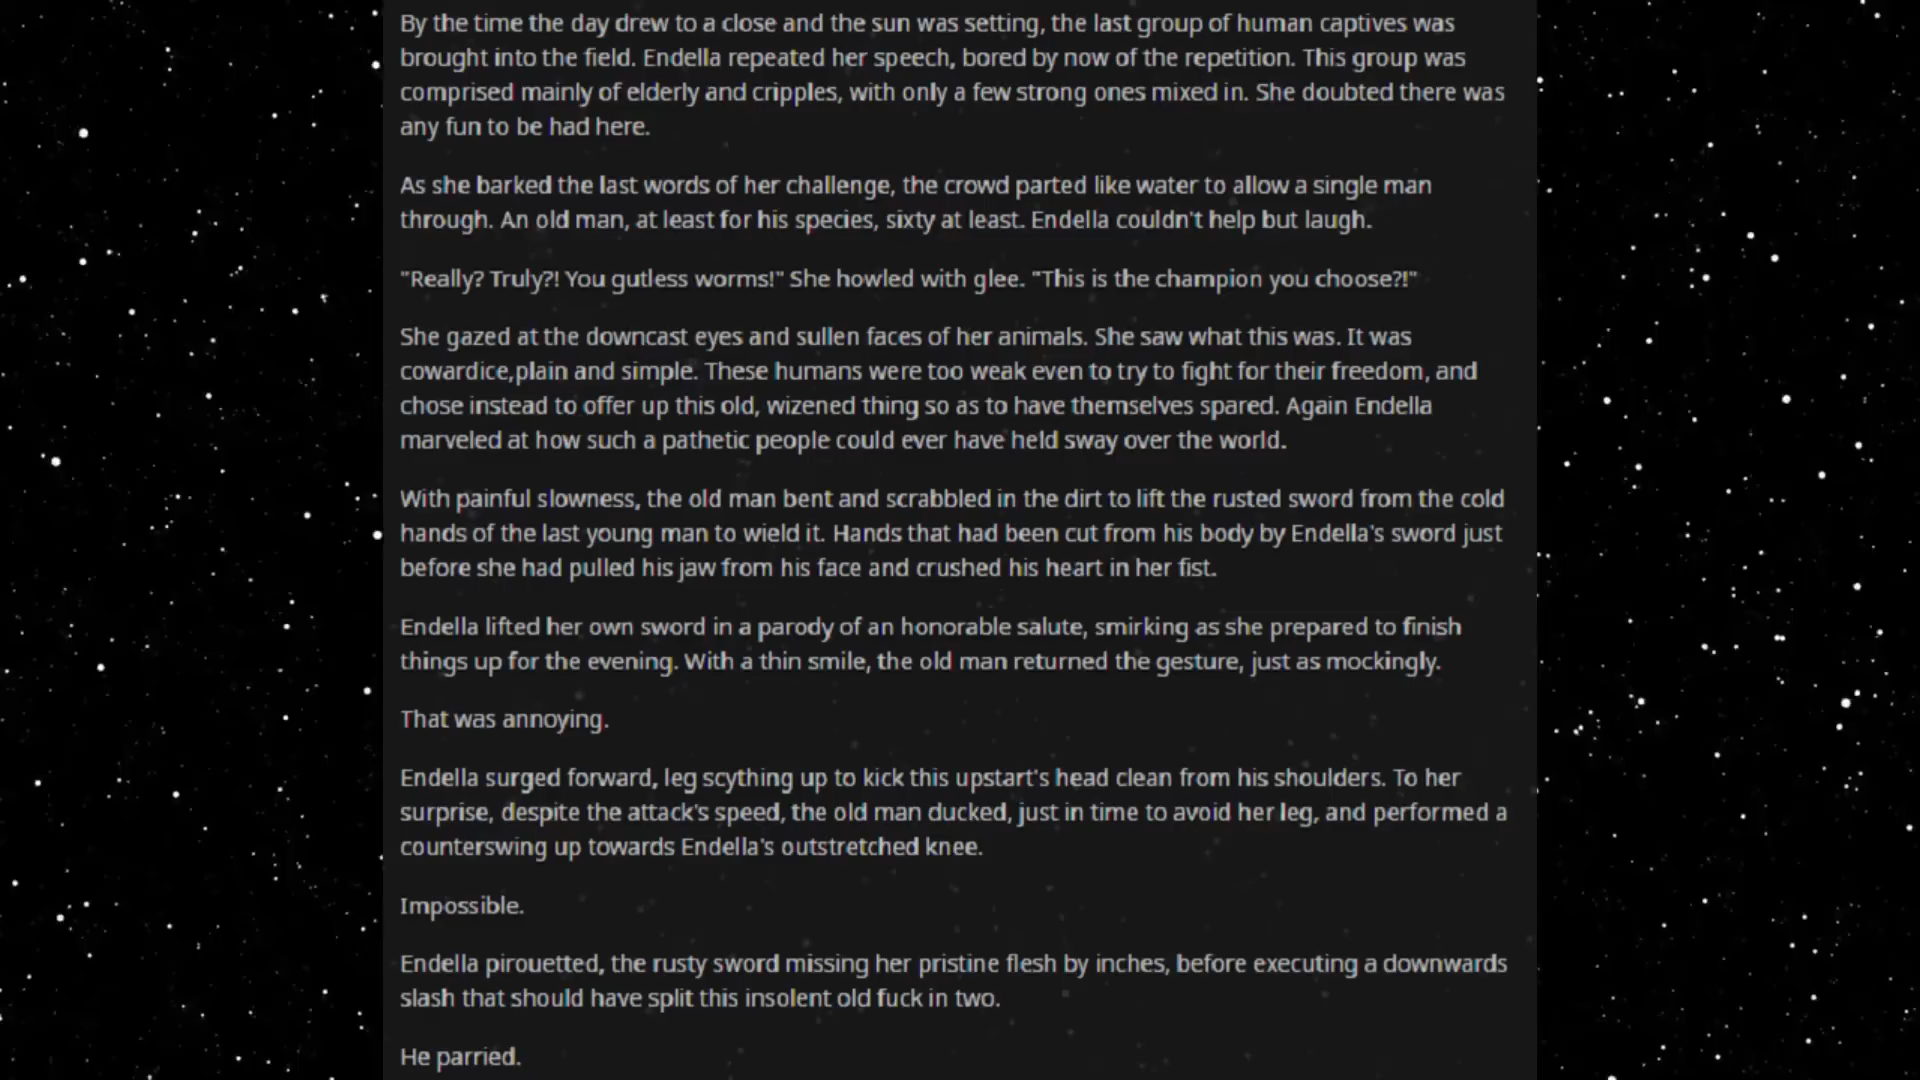 By the time the day drew to a close and the sun was setting, the last group of human captives was
brought into the field. Endella repeated her speech, bored by now of the repetition. This group was
comprised mainly of elderly and cripples, with only a few strong ones mixed in. She doubted there was
any fun to be had here.
As she barked the last words of her challenge, the crowd parted like water to allow a single man
through. An old man, at least for his species, sixty at least. Endella couldn't help but laugh.
"Really? Truly?! You gutless worms!" She howled with glee. "This is the champion you choose?!"
She gazed at the downcast eyes and sullen faces of her animals. She saw what this was. It was
cowardice,plain and simple. These humans were too weak even to try to fight for their freedom, and
chose instead to offer up this old, wizened thing so as to have themselves spared. Again Endella
marveled at how such a pathetic people could ever have held sway over the world.
With painful slowness, the old man bent and scrabbled in the dirt to lift the rusted sword from the cold
hands of the last young man to wield it. Hands that had been cut from his body by Endella's sword just
before she had pulled his jaw from his face and crushed his heart in her fist.
Endella lifted her own sword in a parody of an honorable salute, smirking as she prepared to finish
things up for the evening. With a thin smile, the old man returned the gesture, just as mockingly.
That was annoying.
Endella surged forward, leg scything up to kick this upstart's head clean from his shoulders. To her
surprise, despite the attack's speed, the old man ducked, just in time to avoid her leg, and performed a
counterswing up towards Endella's outstretched knee.
Impossible.
Endella pirouetted, the rusty sword missing her pristine flesh by inches, before executing a downwards
slash that should have split this insolent old fuck in two.
He parried.